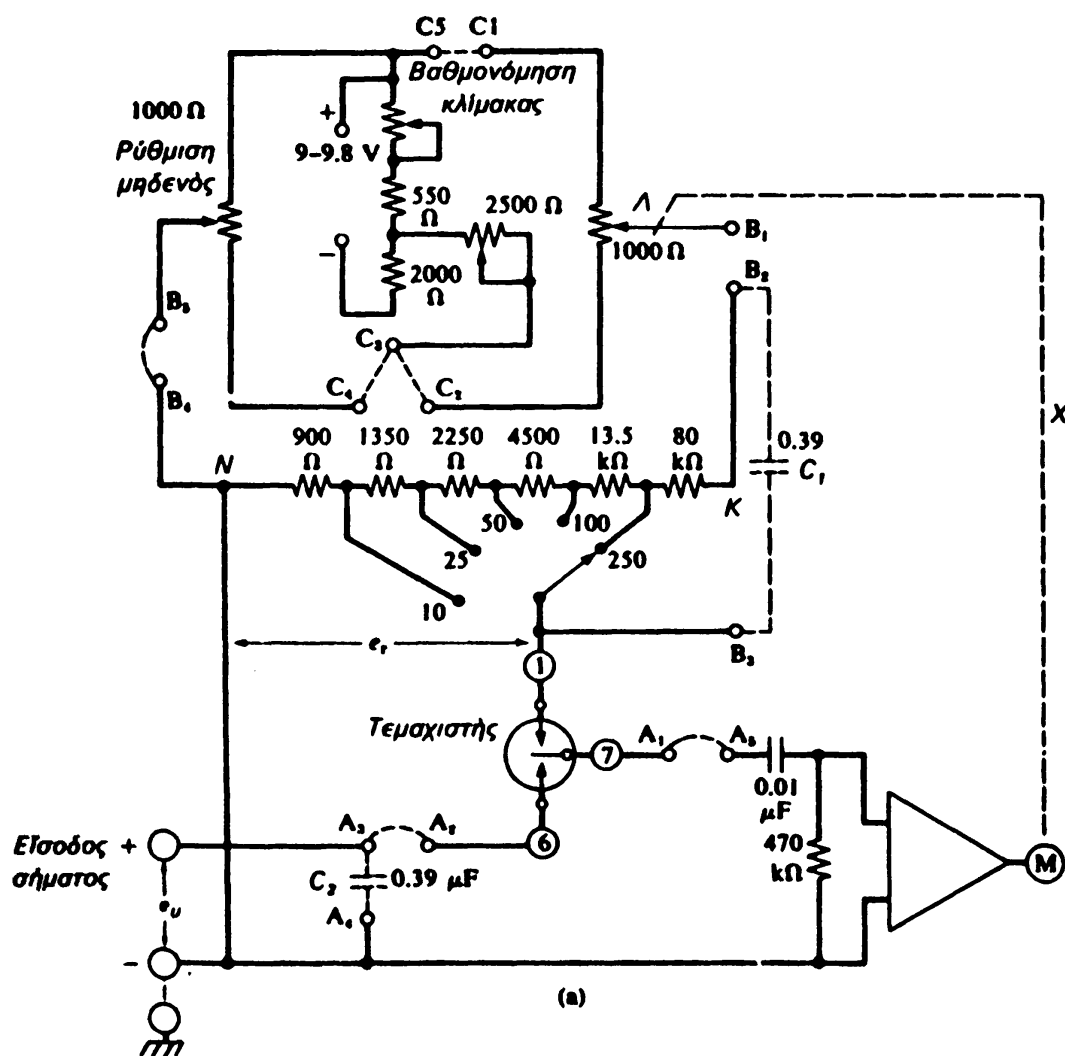 C5 C1
Βαθμονόμηση
κλίμακας
1000 Ω
Ρύθμιση
μηδενὸς
+
9–9.8 V
550
Ω
2500 Ω
Λ
1000 Ω
B₁
–
2000
Ω
B₂
B₅
C₃
B₄
C₄ C₂
X
900
Ω
1350
Ω
2250
Ω
4500
Ω
13.5
kΩ
80
kΩ
0.39
C₁
N
K
50
100
25
250
10
eᵣ
B₃
1
Τεμαχιστής
7
A₁ A₅
0.01
μF
Εἴσοδος
σήματος
+
A₃ A₂
6
470
kΩ
M
C₂ 0.39 μF
eᵤ
A₄
–
(a)